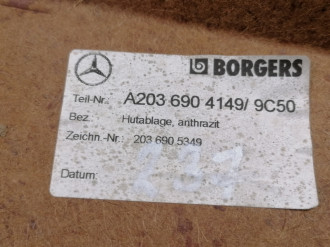 BORGERS
Teil-Nr.: A203 690 4149/ 9C50
Bez.: Hutablage, anthrazit
Zeichn.-Nr.: 203 690 5349
Datum: